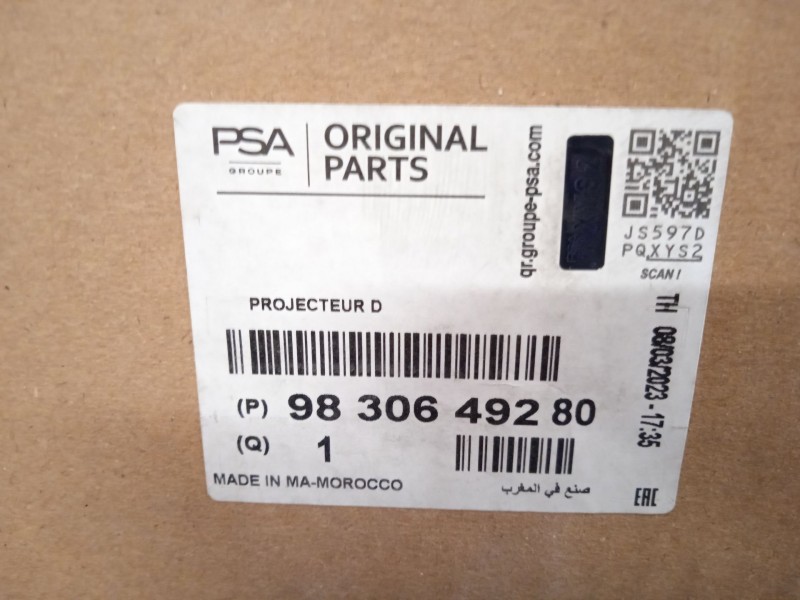 PSA
GROUPE
ORIGINAL
PARTS
qr.groupe-psa.com
JS597D
PQXYS2
SCAN!
TH 08/03/2023 - 17:35
PROJECTEUR D
(P) 98 306 492 80
(Q) 1
MADE IN MA-MOROCCO
صنع في المغرب
EAC